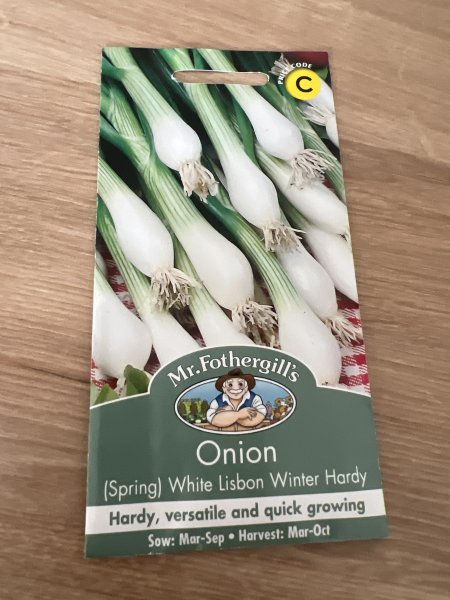 PRICE CODE
C
Mr.Fothergill's
Onion
(Spring) White Lisbon Winter Hardy
Hardy, versatile and quick growing
Sow: Mar-Sep • Harvest: Mar-Oct